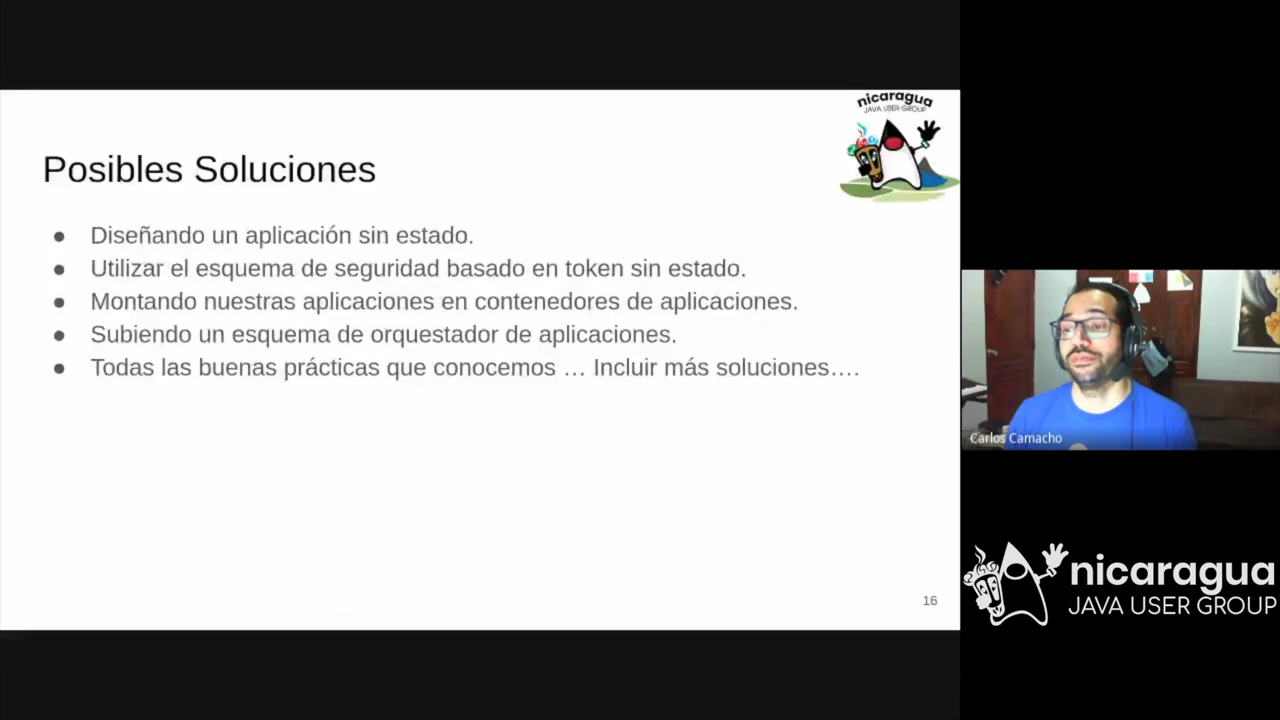 nicaragua
JAVA USER GROUP
Posibles Soluciones
● Diseñando un aplicación sin estado.
● Utilizar el esquema de seguridad basado en token sin estado.
● Montando nuestras aplicaciones en contenedores de aplicaciones.
● Subiendo un esquema de orquestador de aplicaciones.
● Todas las buenas prácticas que conocemos … Incluir más soluciones….
16
Carlos Camacho
nicaragua
JAVA USER GROUP